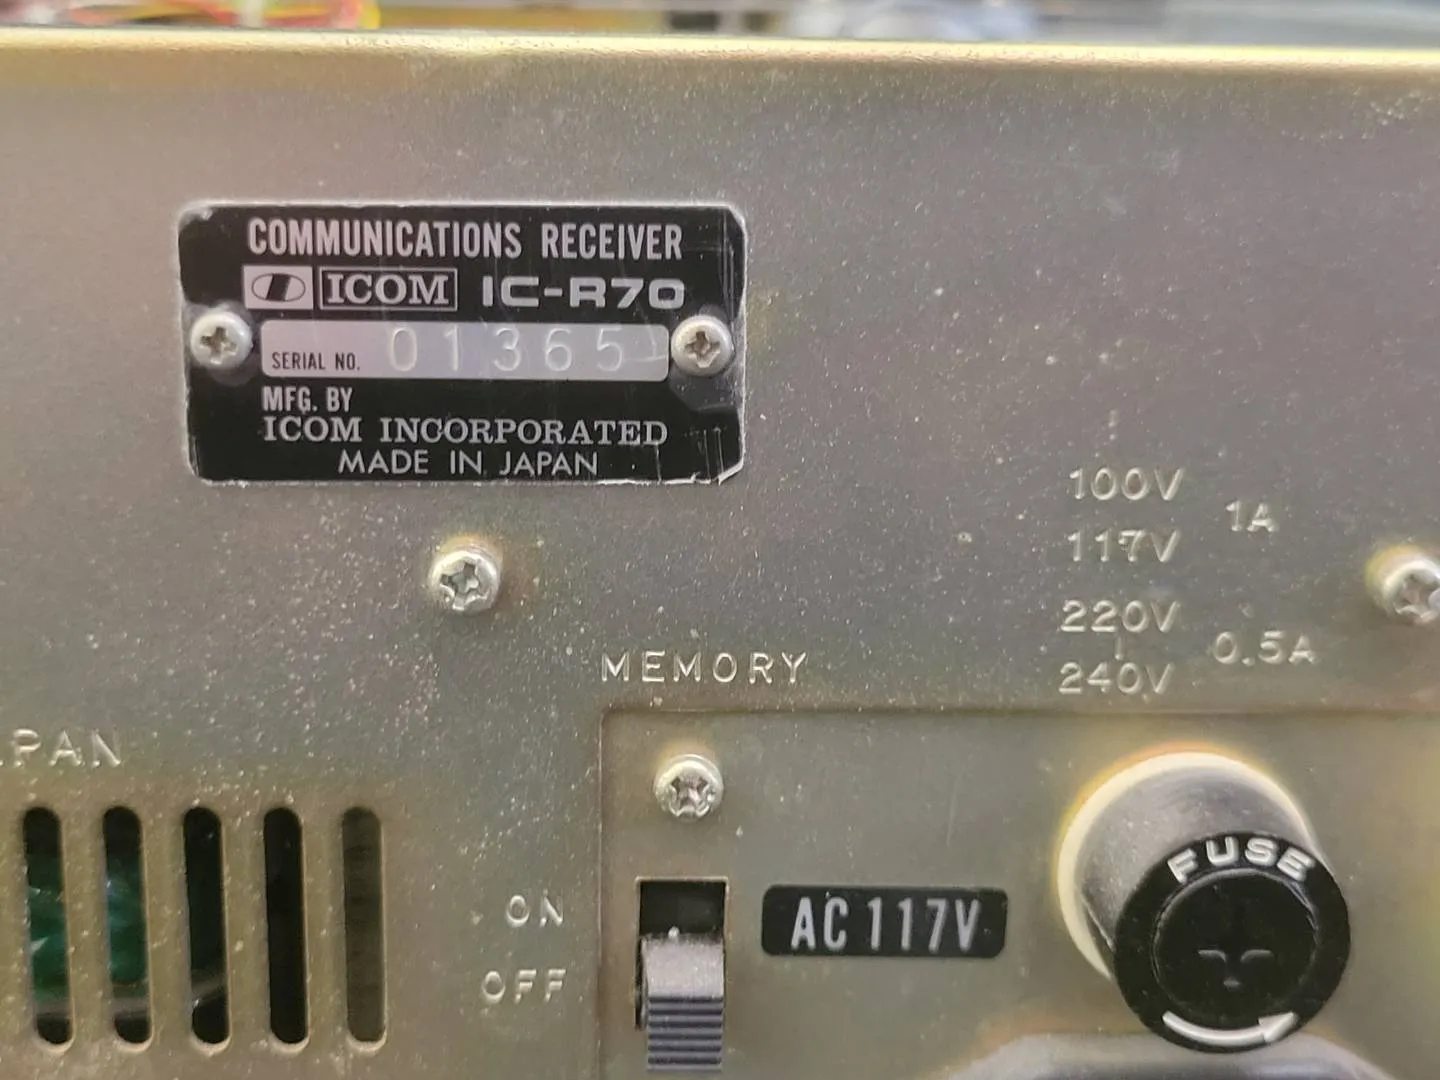 COMMUNICATIONS RECEIVER
ICOM IC-R70
SERIAL NO. 01365
MFG. BY
ICOM INCORPORATED
MADE IN JAPAN
100V
117V
1A
220V
240V
0.5A
MEMORY
PAN
ON
OFF
AC 117V
FUSE